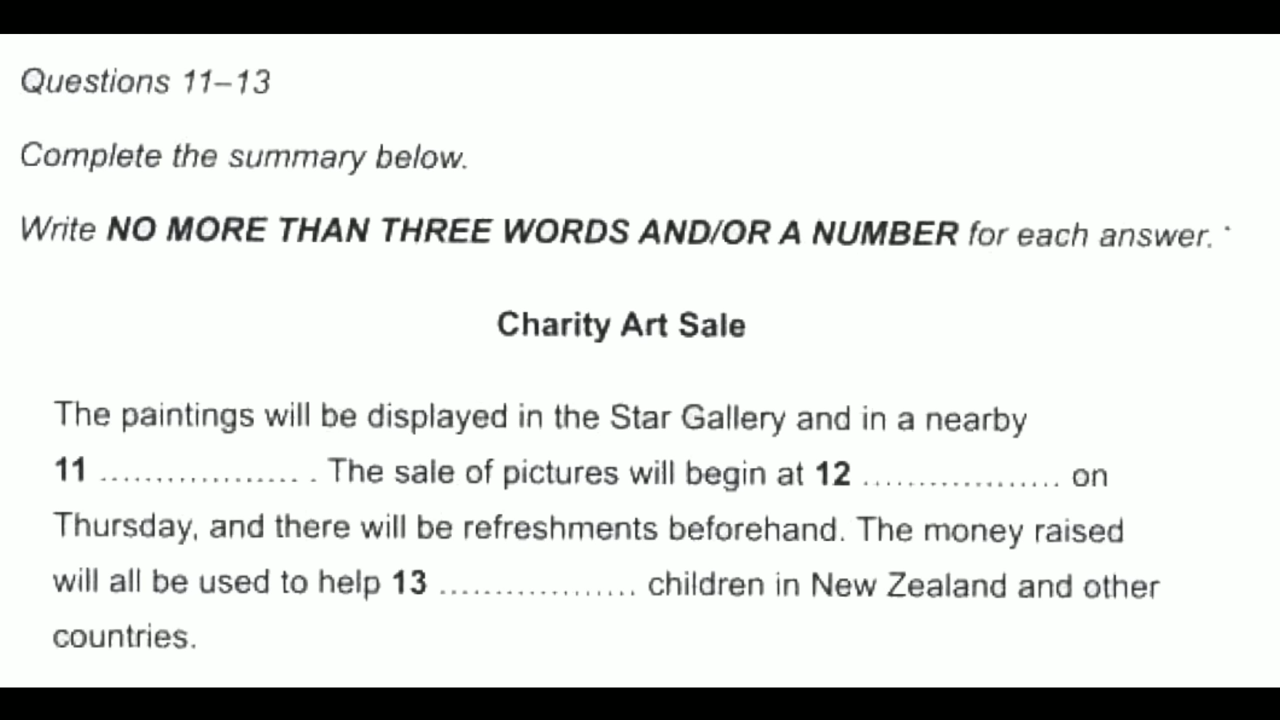 Questions 11–13
Complete the summary below.
Write NO MORE THAN THREE WORDS AND/OR A NUMBER for each answer.
Charity Art Sale
The paintings will be displayed in the Star Gallery and in a nearby
11 .................. . The sale of pictures will begin at 12 .................. on
Thursday, and there will be refreshments beforehand. The money raised
will all be used to help 13 .................. children in New Zealand and other
countries.